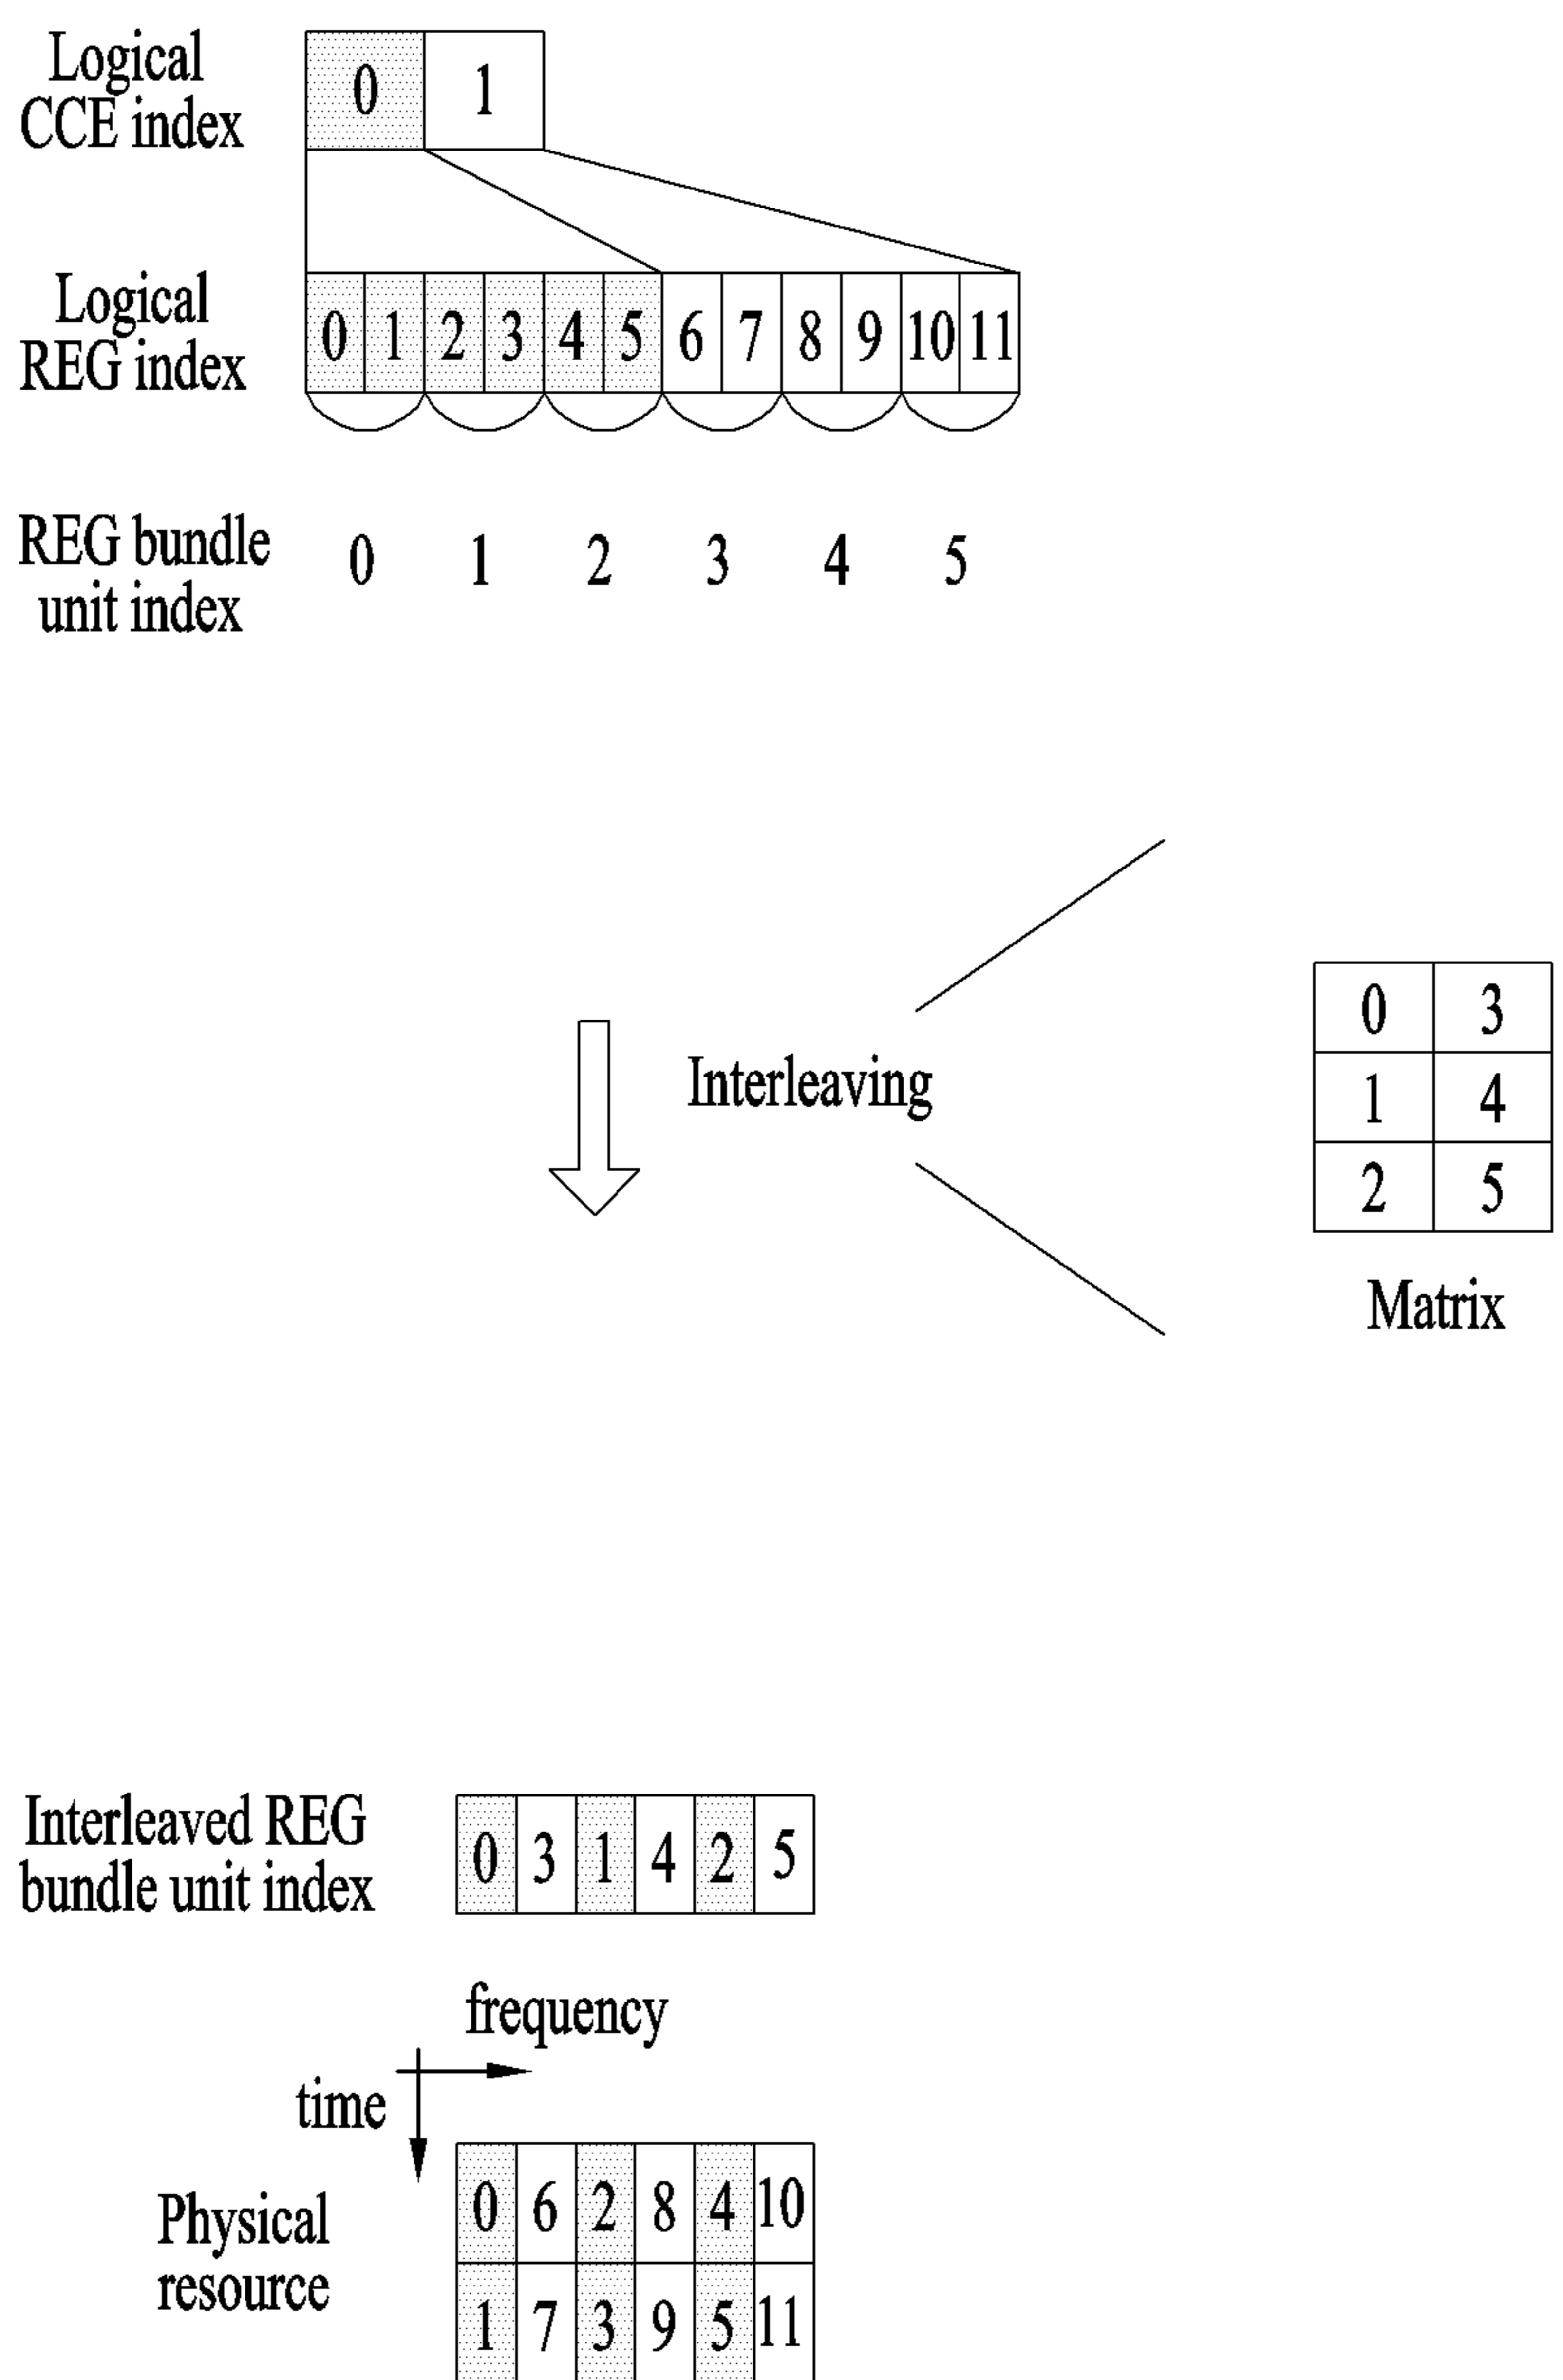 Logical
CCE index
0 1
Logical
REG index
0 1 2 3 4 5 6 7 8 9 10 11
REG bundle
unit index
0 1 2 3 4 5
Interleaving
0 3
1 4
2 5
Matrix
Interleaved REG
bundle unit index
0 3 1 4 2 5
frequency
time
Physical
resource
0 6 2 8 4 10
1 7 3 9 5 11